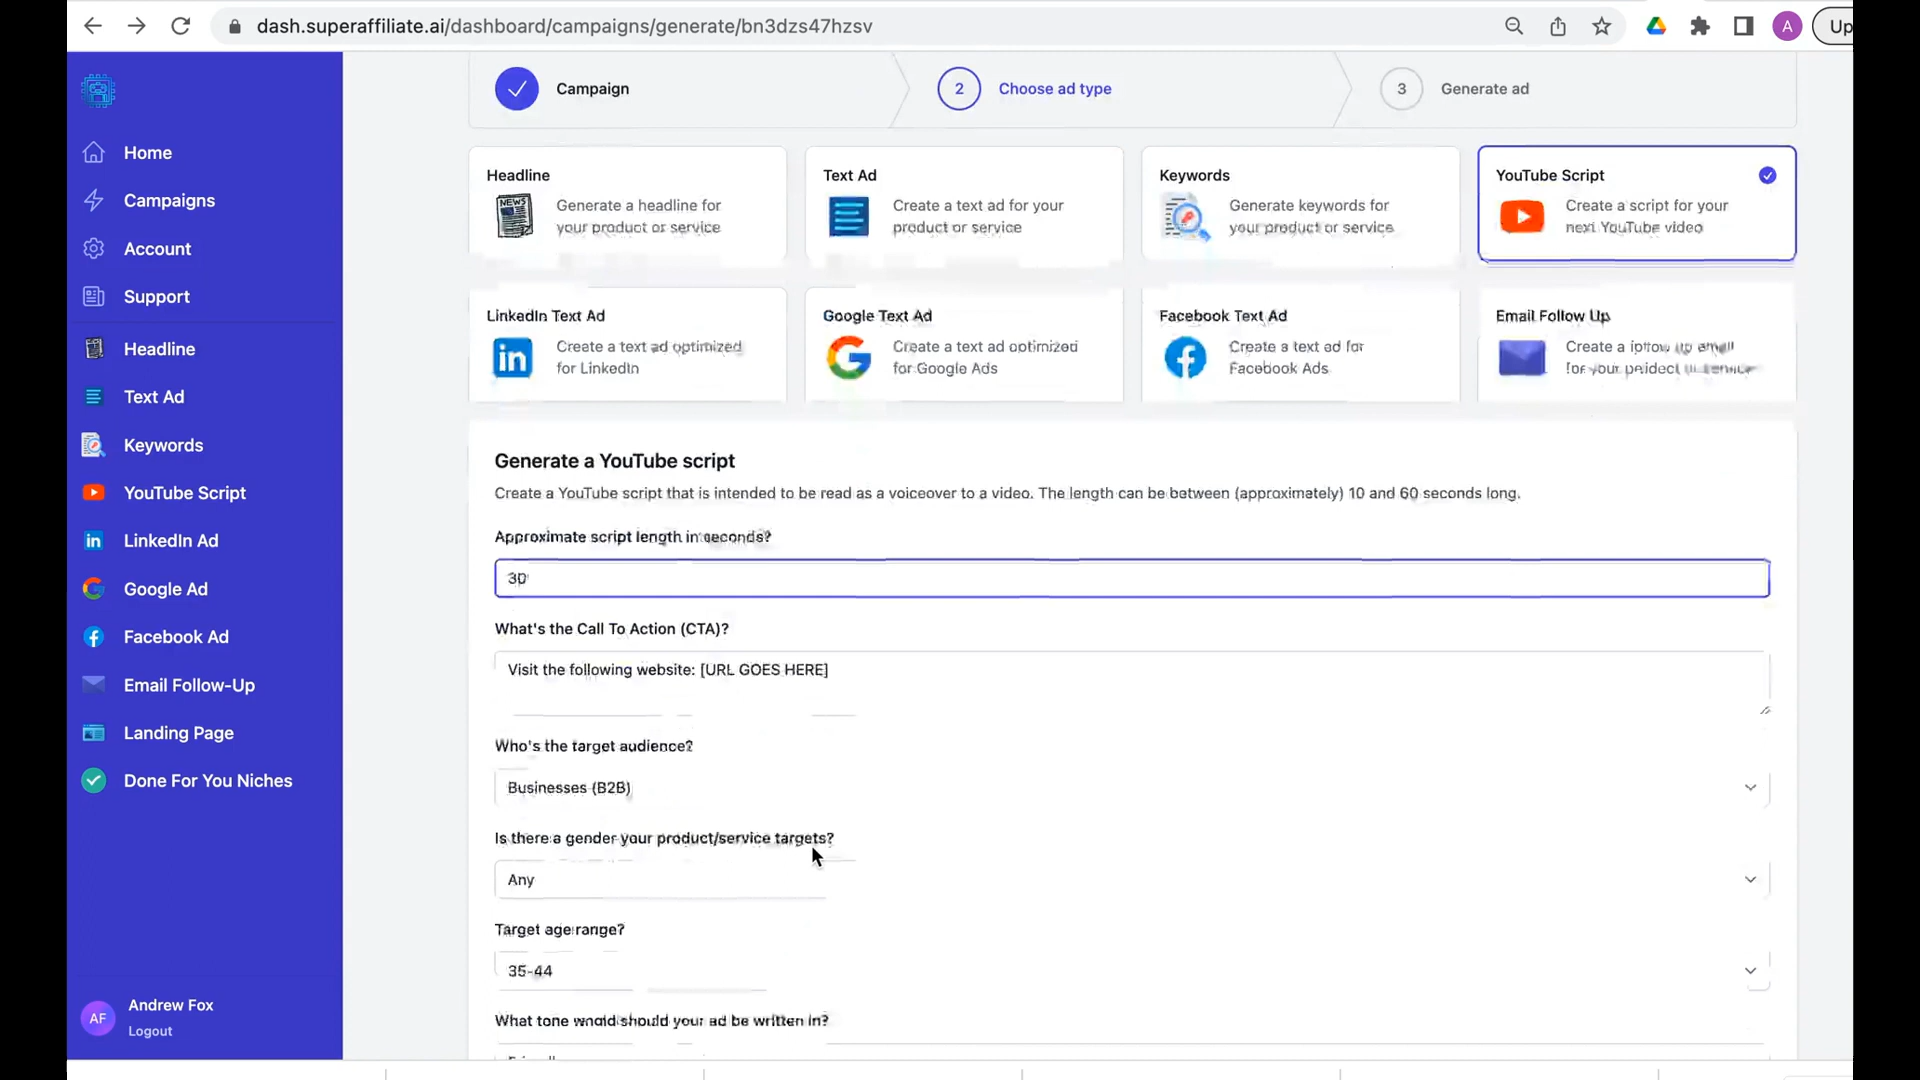 dash.superaffiliate.ai/dashboard/campaigns/generate/bn3dzs47hzsv
A
Up
Campaign
2
Choose ad type
3
Generate ad
Home
Campaigns
Account
Support
Headline
Text Ad
Keywords
YouTube Script
LinkedIn Ad
Google Ad
Facebook Ad
Email Follow-Up
Landing Page
Done For You Niches
AF
Andrew Fox
Logout
Headline
NEWS
Generate a headline for
your product or service
Text Ad
Create a text ad for your
product or service
Keywords
Generate keywords for
your product or service
YouTube Script
Create a script for your
next YouTube video
LinkedIn Text Ad
in
Create a text ad optimized
for LinkedIn
Google Text Ad
Create a text ad optimized
for Google Ads
Facebook Text Ad
Create a text ad for
Facebook Ads
Email Follow Up
Create a email
for your
Generate a YouTube script
Create a YouTube script that is intended to be read as a voiceover to a video. The length can be between (approximately) 10 and 60 seconds long.
Approximate script length in seconds?
30
What's the Call To Action (CTA)?
Visit the following website: [URL GOES HERE]
Who's the target audience?
Businesses (B2B)
Is there a gender your product/service targets?
Any
Target age range?
35-44
What tone should your ad be written in?